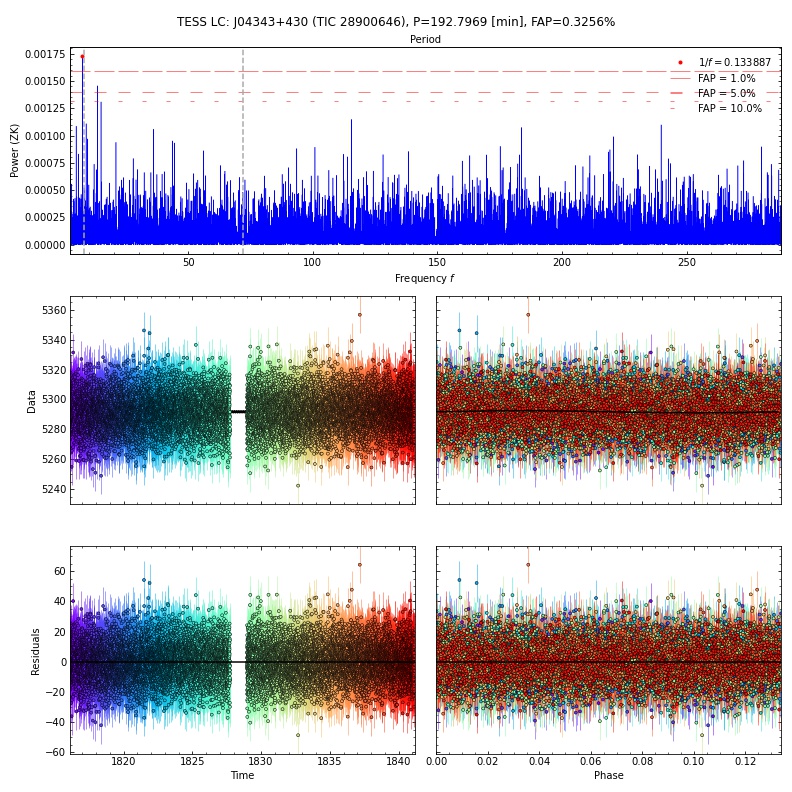 TESS LC: J04343+430 (TIC 28900646), P=192.7969 [min], FAP=0.3256%
Period
0.00175
0.00150
0.00125
0.00100
0.00075
0.00050
0.00025
0.00000
Power (ZK)
1/f = 0.133887
FAP = 1.0%
FAP = 5.0%
FAP = 10.0%
50 100 150 200 250
Frequency f
5360
5340
5320
5300
5280
5260
5240
Data
60
40
20
0
−20
−40
−60
Residuals
1820 1825 1830 1835 1840
Time
0.00 0.02 0.04 0.06 0.08 0.10 0.12
Phase